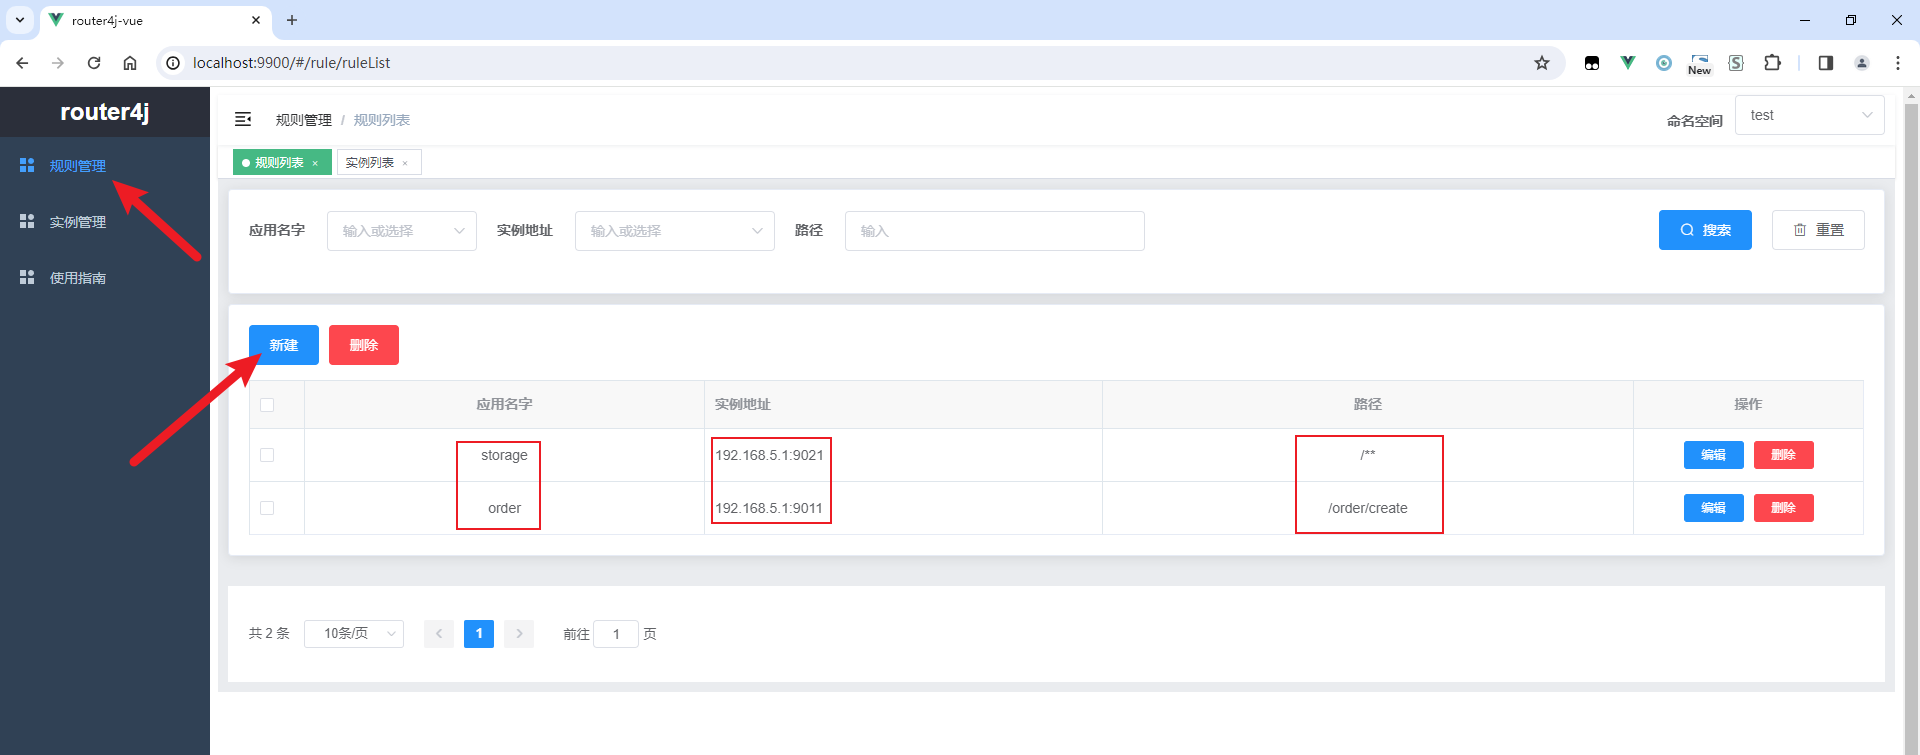 router4j-vue
localhost:9900/#/rule/ruleList
New
router4j
规则管理 / 规则列表
命名空间 test
规则管理
实例管理
使用指南
规则列表 × 实例列表 ×
应用名字 输入或选择 实例地址 输入或选择 路径 输入 搜索 重置
新建 删除
应用名字 实例地址 路径 操作
storage 192.168.5.1:9021 /** 编辑 删除
order 192.168.5.1:9011 /order/create 编辑 删除
共 2 条 10条/页 1 前往 1 页